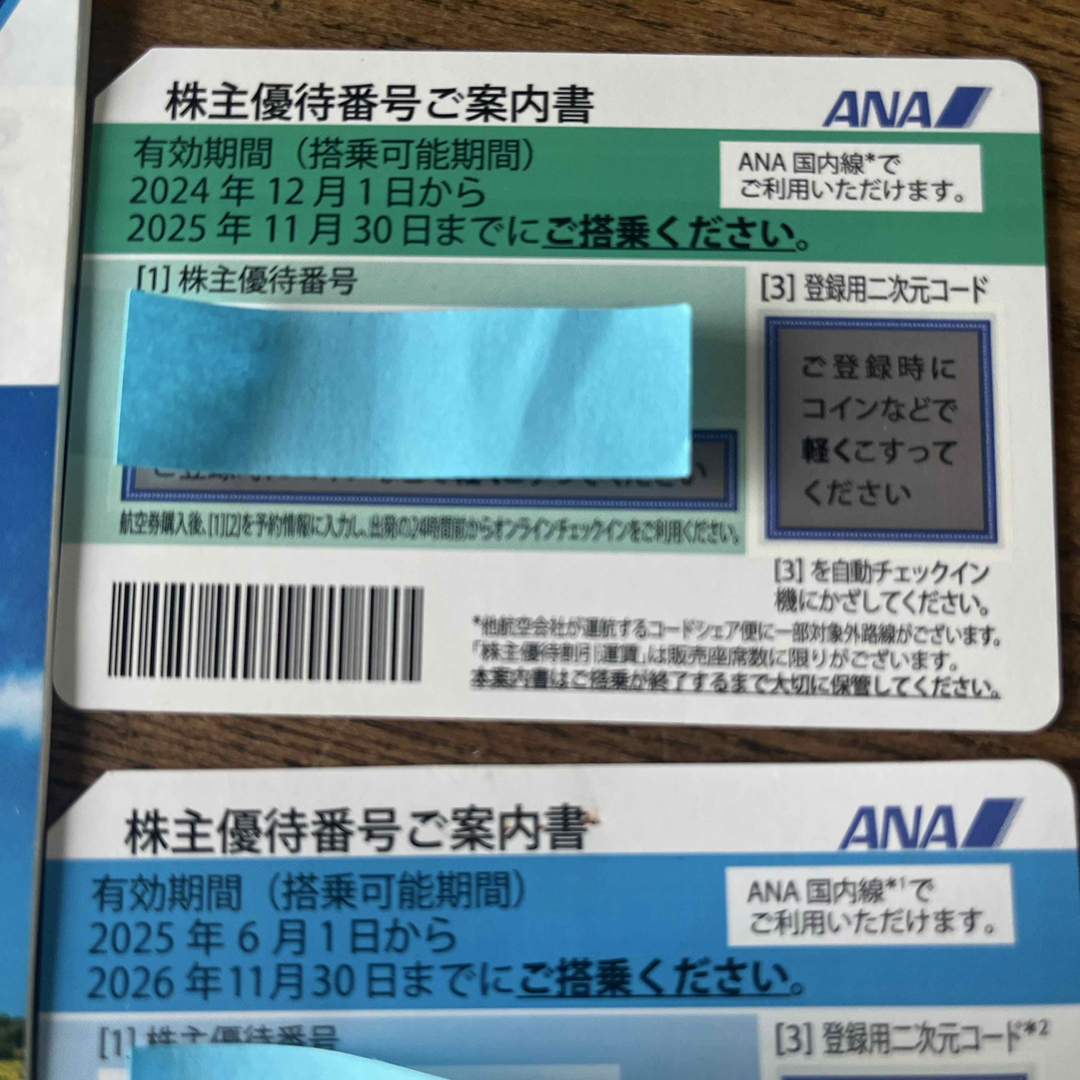 株主優待番号ご案内書
ANA
有効期間（搭乗可能期間）
2024年12月1日から
2025年11月30日までにご搭乗ください。
ANA国内線*で
ご利用いただけます。
[1] 株主優待番号
航空券購入後、[1][2]を予約情報に入力し、出発の24時間前からオンラインチェックインをご利用ください。
[3] 登録用二次元コード
ご登録時に
コインなどで
軽くこすって
ください
[3] を自動チェックイン
機にかざしてください。
*他航空会社が運航するコードシェア便に一部対象外路線がございます。
「株主優待割引運賃」は販売座席数に限りがございます。
本案内書はご搭乗が終了するまで大切に保管してください。
株主優待番号ご案内書
ANA
有効期間（搭乗可能期間）
2025年6月1日から
2026年11月30日までにご搭乗ください。
ANA国内線*1で
ご利用いただけます。
[1] 株主優待番号
[3] 登録用二次元コード*2